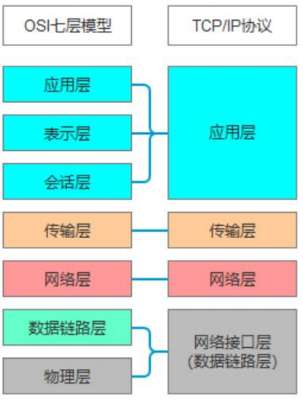 OSI七层模型
TCP/IP协议
应用层
表示层
会话层
应用层
传输层
传输层
网络层
网络层
数据链路层
物理层
网络接口层
(数据链路层)